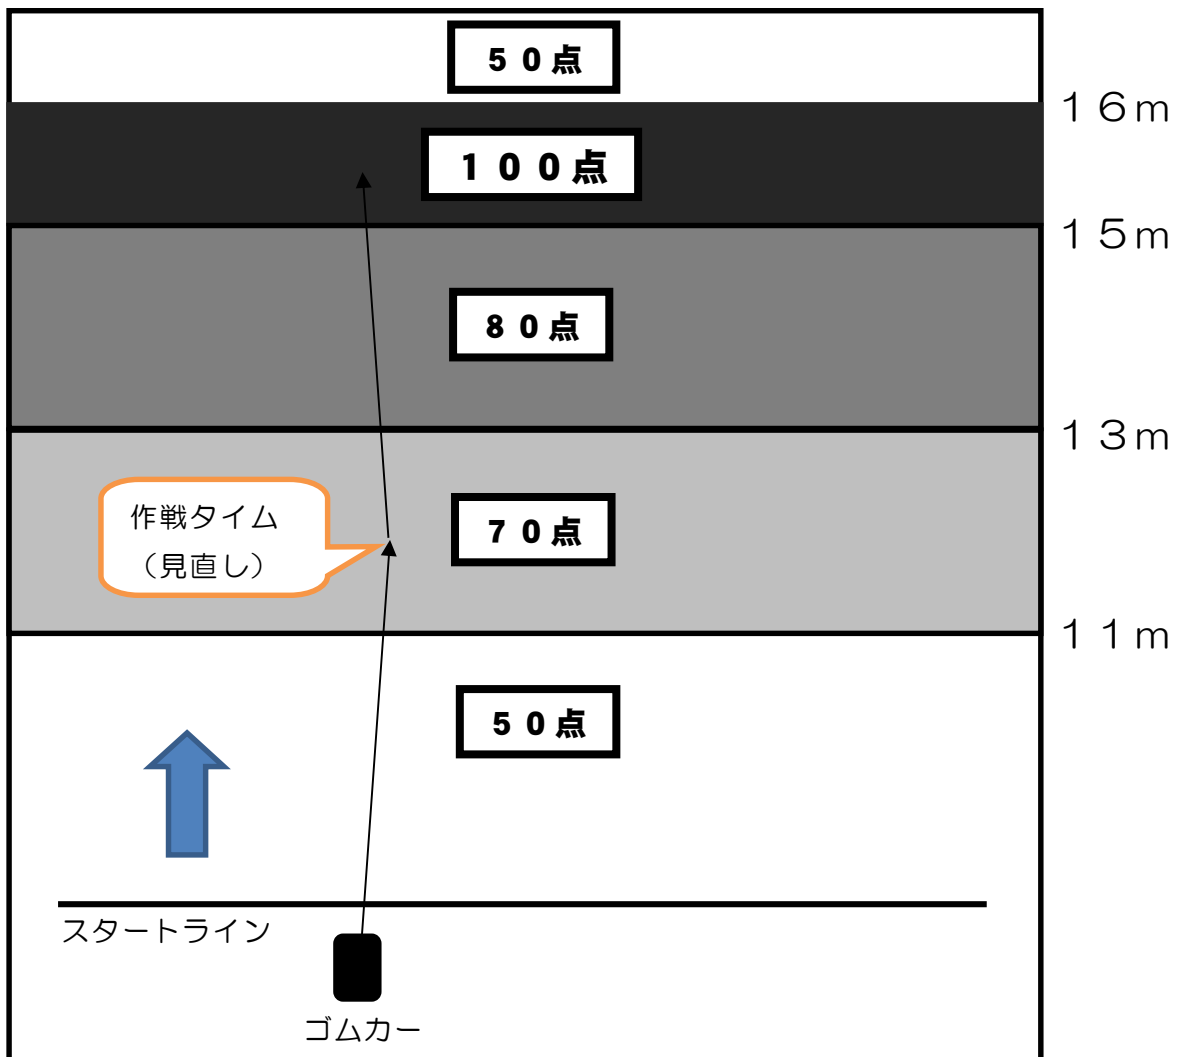 ５０点
１６ｍ
１００点
１５ｍ
８０点
１３ｍ
作戦タイム
（見直し）
７０点
１１ｍ
５０点
スタートライン
ゴムカー